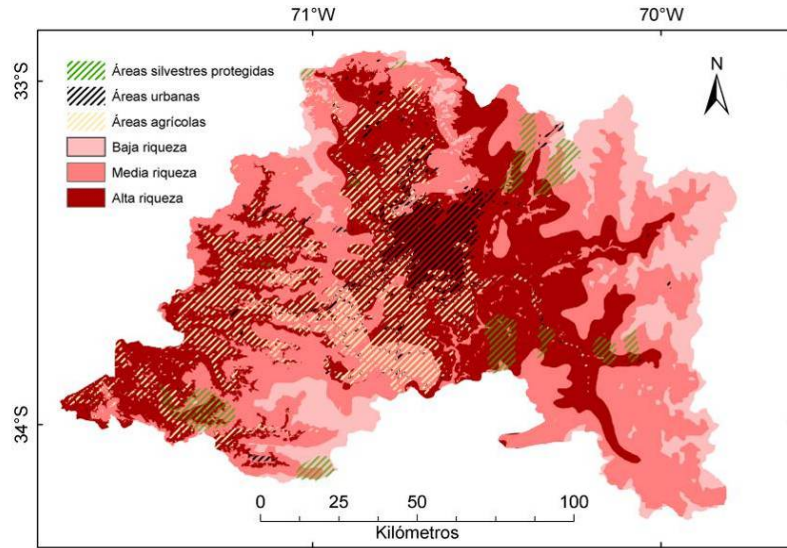 71°W
70°W
33°S
34°S
N
Áreas silvestres protegidas
Áreas urbanas
Áreas agrícolas
Baja riqueza
Media riqueza
Alta riqueza
0
25
50
100
Kilómetros